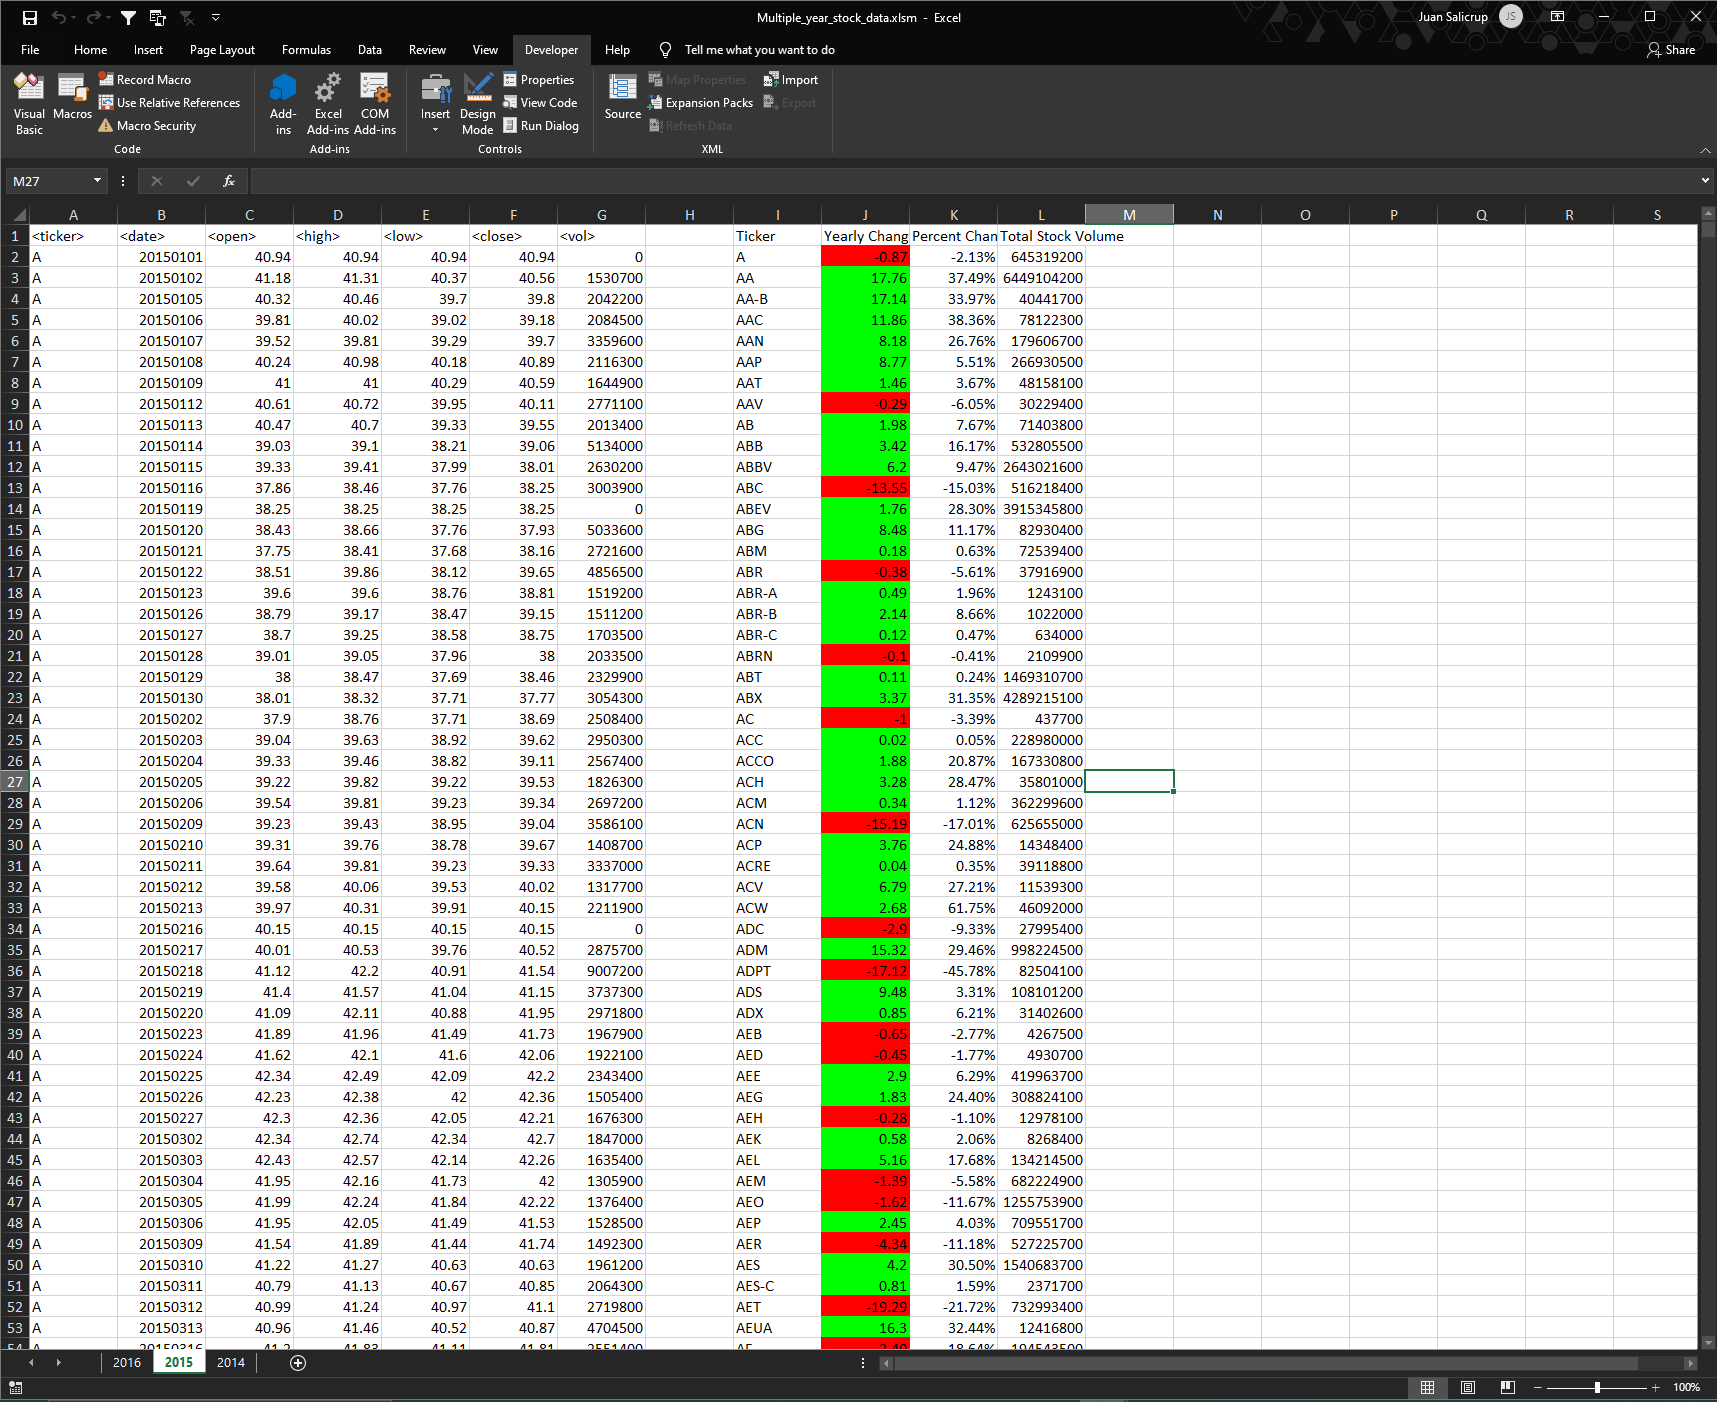 Multiple_year_stock_data.xlsm - Excel
Juan Salicrup JS
File Home Insert Page Layout Formulas Data Review View Developer Help Tell me what you want to do Share
Visual Basic
Macros
Record Macro
Use Relative References
Macro Security
Code
Add-ins
Excel Add-ins
COM Add-ins
Add-ins
Insert
Design Mode
Properties
View Code
Run Dialog
Controls
Source
Map Properties
Expansion Packs
Refresh Data
Import
Export
XML
M27 fx
A B C D E F G H I J K L M N O P Q R S
1 <ticker> <date> <open> <high> <low> <close> <vol> Ticker Yearly Chang Percent Chan Total Stock Volume
2 A 20150101 40.94 40.94 40.94 40.94 0 A -0.87 -2.13% 645319200
3 A 20150102 41.18 41.31 40.37 40.56 1530700 AA 17.76 37.49% 6449104200
4 A 20150105 40.32 40.46 39.7 39.8 2042200 AA-B 17.14 33.97% 40441700
5 A 20150106 39.81 40.02 39.02 39.18 2084500 AAC 11.86 38.36% 78122300
6 A 20150107 39.52 39.81 39.29 39.7 3359600 AAN 8.18 26.76% 179606700
7 A 20150108 40.24 40.98 40.18 40.89 2116300 AAP 8.77 5.51% 266930500
8 A 20150109 41 41 40.29 40.59 1644900 AAT 1.46 3.67% 48158100
9 A 20150112 40.61 40.72 39.95 40.11 2771100 AAV -0.29 -6.05% 30229400
10 A 20150113 40.47 40.7 39.33 39.55 2013400 AB 1.98 7.67% 71403800
11 A 20150114 39.03 39.1 38.21 39.06 5134000 ABB 3.42 16.17% 532805500
12 A 20150115 39.33 39.41 37.99 38.01 2630200 ABBV 6.2 9.47% 2643021600
13 A 20150116 37.86 38.46 37.76 38.25 3003900 ABC -13.55 -15.03% 516218400
14 A 20150119 38.25 38.25 38.25 38.25 0 ABEV 1.76 28.30% 3915345800
15 A 20150120 38.43 38.66 37.76 37.93 5033600 ABG 8.48 11.17% 82930400
16 A 20150121 37.75 38.41 37.68 38.16 2721600 ABM 0.18 0.63% 72539400
17 A 20150122 38.51 39.86 38.12 39.65 4856500 ABR -0.38 -5.61% 37916900
18 A 20150123 39.6 39.6 38.76 38.81 1519200 ABR-A 0.49 1.96% 1243100
19 A 20150126 38.79 39.17 38.47 39.15 1511200 ABR-B 2.14 8.66% 1022000
20 A 20150127 38.7 39.25 38.58 38.75 1703500 ABR-C 0.12 0.47% 634000
21 A 20150128 39.01 39.05 37.96 38 2033500 ABRN -0.1 -0.41% 2109900
22 A 20150129 38 38.47 37.69 38.46 2329900 ABT 0.11 0.24% 1469310700
23 A 20150130 38.01 38.32 37.71 37.77 3054300 ABX 3.37 31.35% 4289215100
24 A 20150202 37.9 38.76 37.71 38.69 2508400 AC -1 -3.39% 437700
25 A 20150203 39.04 39.63 38.92 39.62 2950300 ACC 0.02 0.05% 228980000
26 A 20150204 39.33 39.46 38.82 39.11 2567400 ACCO 1.88 20.87% 167330800
27 A 20150205 39.22 39.82 39.22 39.53 1826300 ACH 3.28 28.47% 35801000
28 A 20150206 39.54 39.81 39.23 39.34 2697200 ACM 0.34 1.12% 362299600
29 A 20150209 39.23 39.43 38.95 39.04 3586100 ACN -15.19 -17.01% 625655000
30 A 20150210 39.31 39.76 38.78 39.67 1408700 ACP 3.76 24.88% 14348400
31 A 20150211 39.64 39.81 39.23 39.33 3337000 ACRE 0.04 0.35% 39118800
32 A 20150212 39.58 40.06 39.53 40.02 1317700 ACV 6.79 27.21% 11539300
33 A 20150213 39.97 40.31 39.91 40.15 2211900 ACW 2.68 61.75% 46092000
34 A 20150216 40.15 40.15 40.15 40.15 0 ADC -2.9 -9.33% 27995400
35 A 20150217 40.01 40.53 39.76 40.52 2875700 ADM 15.32 29.46% 998224500
36 A 20150218 41.12 42.2 40.91 41.54 9007200 ADPT -17.12 -45.78% 82504100
37 A 20150219 41.4 41.57 41.04 41.15 3737300 ADS 9.48 3.31% 108101200
38 A 20150220 41.09 42.11 40.88 41.95 2971800 ADX 0.85 6.21% 31402600
39 A 20150223 41.89 41.96 41.49 41.73 1967900 AEB -0.65 -2.77% 4267500
40 A 20150224 41.62 42.1 41.6 42.06 1922100 AED -0.45 -1.77% 4930700
41 A 20150225 42.34 42.49 42.09 42.2 2343400 AEE 2.9 6.29% 419963700
42 A 20150226 42.23 42.38 42 42.36 1505400 AEG 1.83 24.40% 308824100
43 A 20150227 42.3 42.36 42.05 42.21 1676300 AEH -0.28 -1.10% 12978100
44 A 20150302 42.34 42.74 42.34 42.7 1847000 AEK 0.58 2.06% 8268400
45 A 20150303 42.43 42.57 42.14 42.26 1635400 AEL 5.16 17.68% 134214500
46 A 20150304 41.95 42.16 41.73 42 1305900 AEM -1.39 -5.58% 682224900
47 A 20150305 41.99 42.24 41.84 42.22 1376400 AEO -1.62 -11.67% 1255753900
48 A 20150306 41.95 42.05 41.49 41.53 1528500 AEP 2.45 4.03% 709551700
49 A 20150309 41.54 41.89 41.44 41.74 1492300 AER -4.34 -11.18% 527225700
50 A 20150310 41.22 41.27 40.63 40.63 1961200 AES 4.2 30.50% 1540683700
51 A 20150311 40.79 41.13 40.67 40.85 2064300 AES-C 0.81 1.59% 2371700
52 A 20150312 40.99 41.24 40.97 41.1 2719800 AET -19.29 -21.72% 732993400
53 A 20150313 40.96 41.46 40.52 40.87 4704500 AEUA 16.3 32.44% 12416800
2016 2015 2014
100%